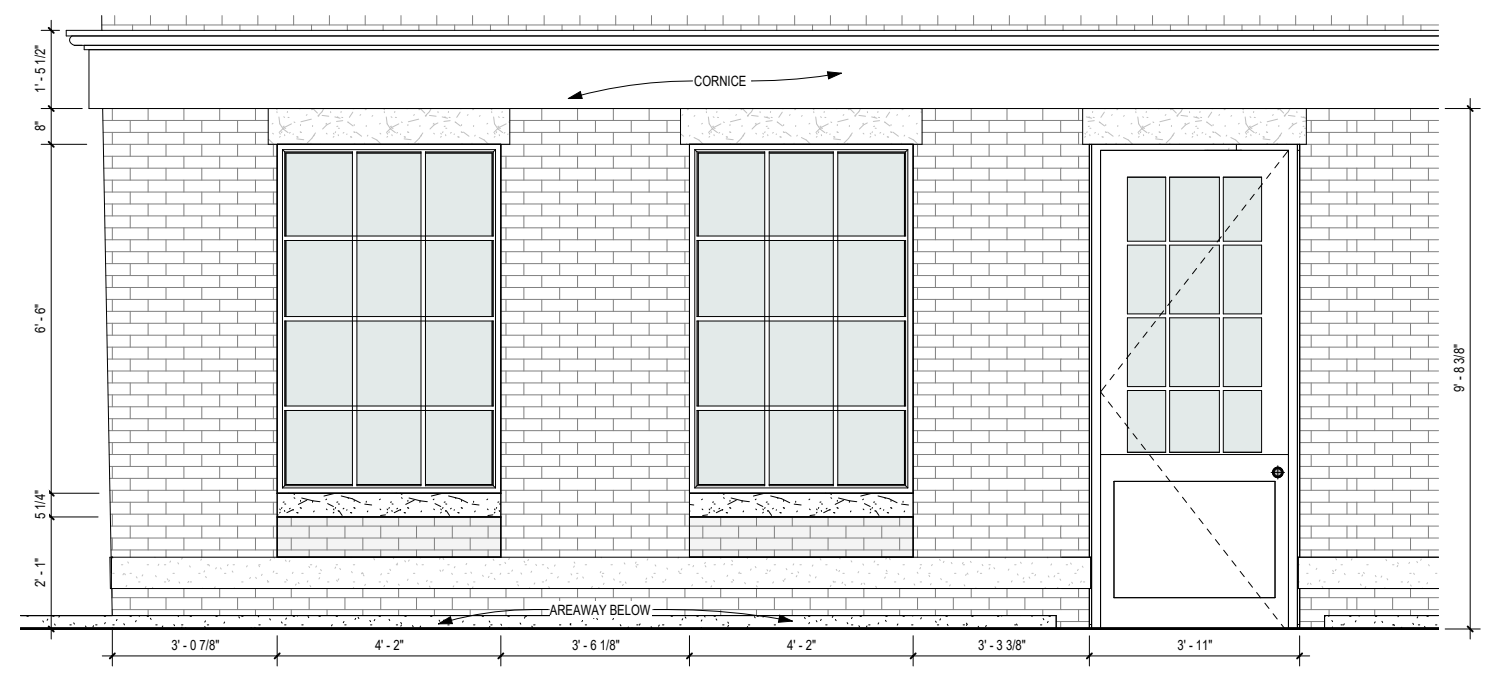 1' - 5 1/2"
CORNICE
8"
6' - 6"
9' - 8 3/8"
5 1/4"
2' - 1"
AREAWAY BELOW
3' - 0 7/8"
4' - 2"
3' - 6 1/8"
4' - 2"
3' - 3 3/8"
3' - 11"